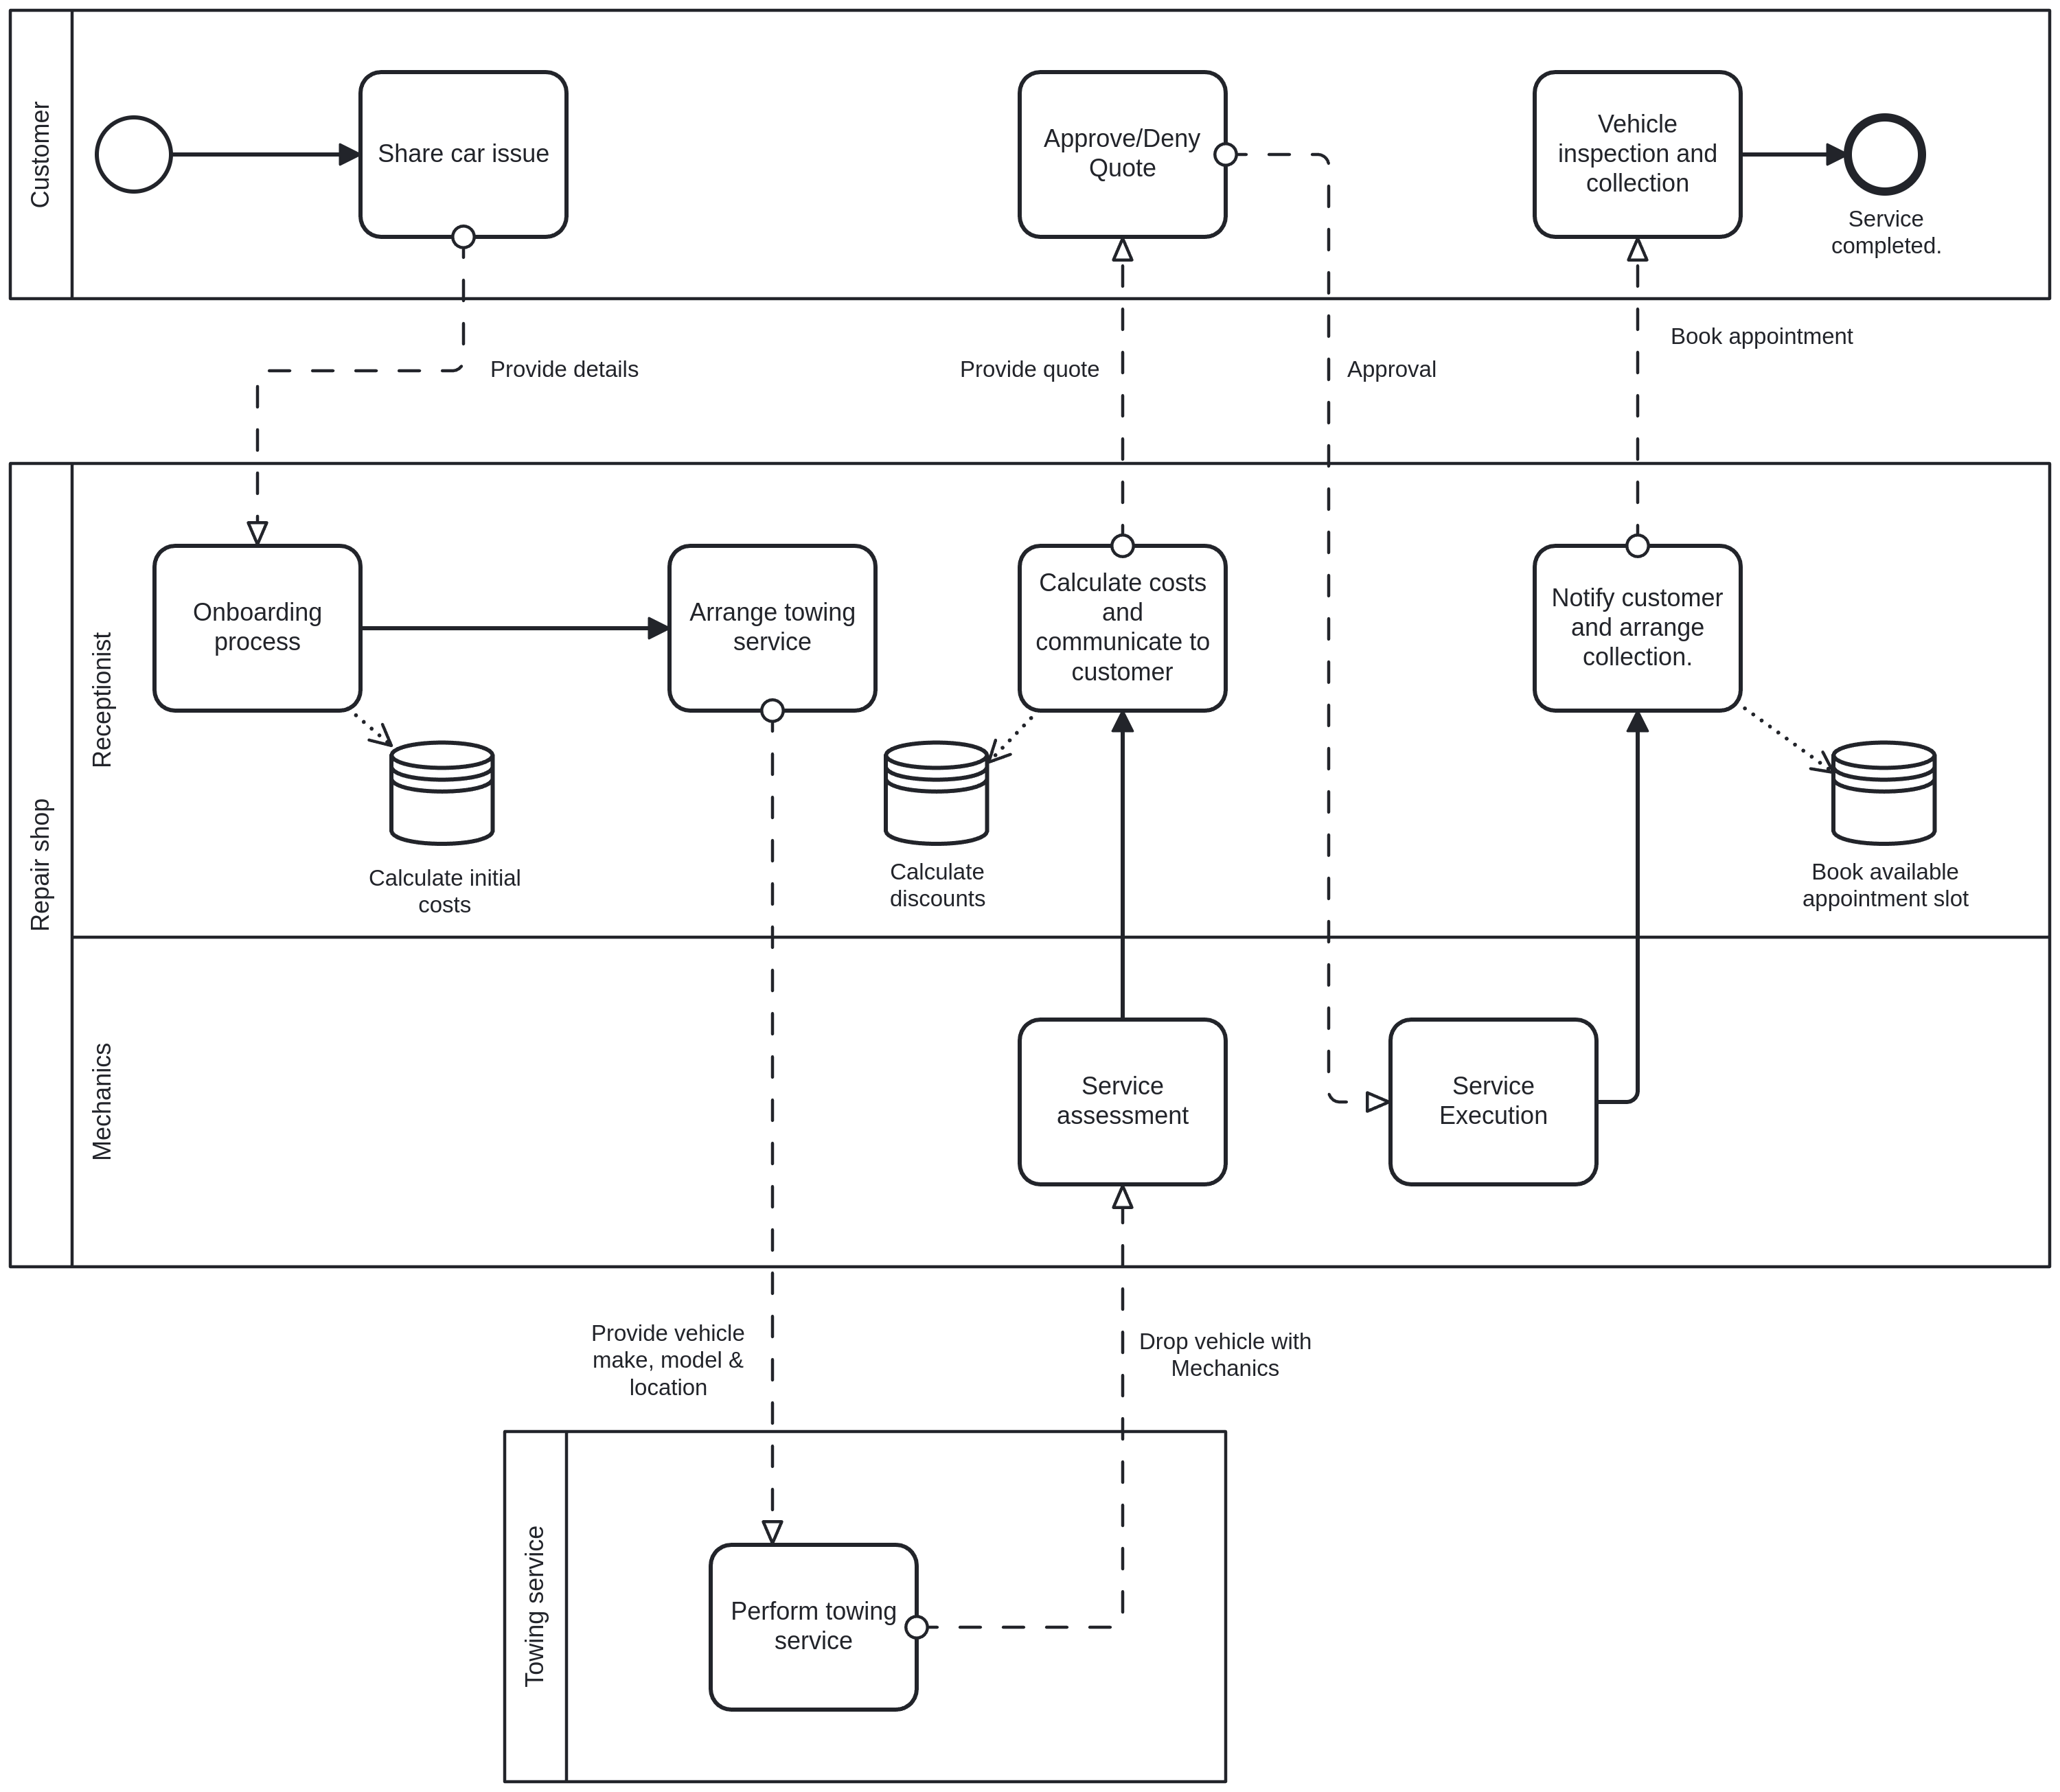 Customer
Share car issue
Approve/Deny
Quote
Vehicle
inspection and
collection
Service
completed.
Provide details
Provide quote
Approval
Book appointment
Repair shop
Receptionist
Onboarding
process
Arrange towing
service
Calculate costs
and
communicate to
customer
Notify customer
and arrange
collection.
Calculate initial
costs
Calculate
discounts
Book available
appointment slot
Mechanics
Service
assessment
Service
Execution
Provide vehicle
make, model &
location
Drop vehicle with
Mechanics
Towing service
Perform towing
service